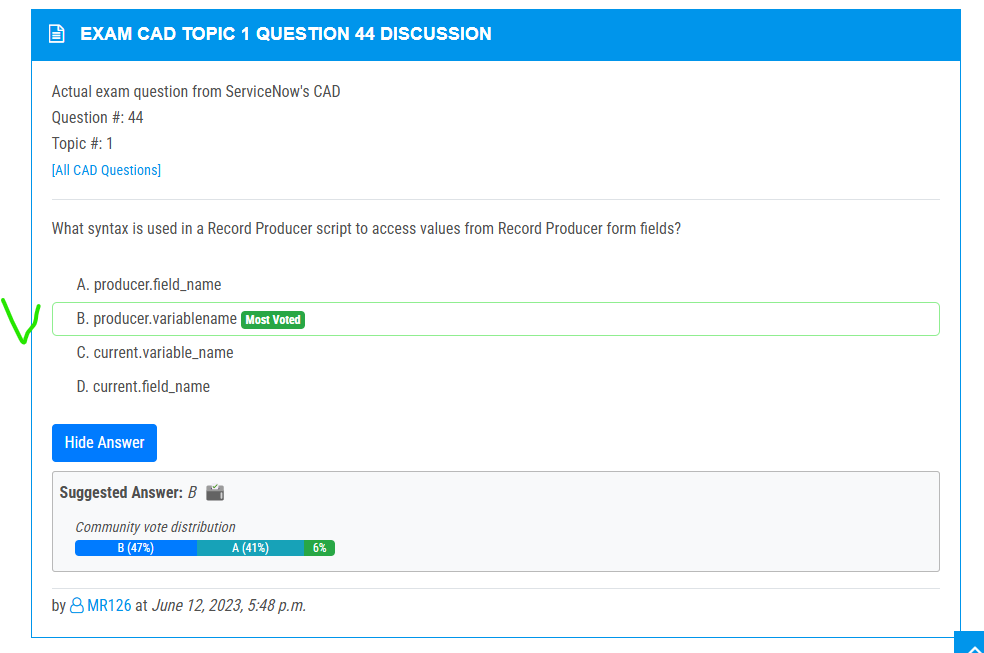 EXAM CAD TOPIC 1 QUESTION 44 DISCUSSION
Actual exam question from ServiceNow's CAD
Question #: 44
Topic #: 1
[All CAD Questions]
What syntax is used in a Record Producer script to access values from Record Producer form fields?
A. producer.field_name
B. producer.variablename Most Voted
C. current.variable_name
D. current.field_name
Hide Answer
Suggested Answer: B
Community vote distribution
B (47%) A (41%) 6%
by MR126 at June 12, 2023, 5:48 p.m.